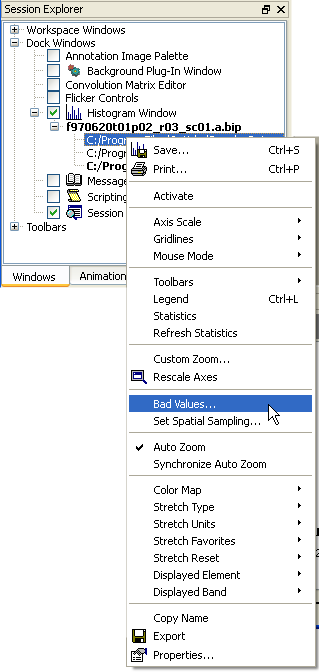 Session Explorer
Workspace Windows
Dock Windows
Annotation Image Palette
Background Plug-In Window
Convolution Matrix Editor
Flicker Controls
Histogram Window
f970620t01p02_r03_sc01.a.bip
C:/Progr
C:/Progr
C:/Prog
Message
Scripting
Session
Toolbars
Windows
Animation
Save... Ctrl+S
Print... Ctrl+P
Activate
Axis Scale
Gridlines
Mouse Mode
Toolbars
Legend Ctrl+L
Statistics
Refresh Statistics
Custom Zoom...
Rescale Axes
Bad Values...
Set Spatial Sampling...
Auto Zoom
Synchronize Auto Zoom
Color Map
Stretch Type
Stretch Units
Stretch Favorites
Stretch Reset
Displayed Element
Displayed Band
Copy Name
Export
Properties...